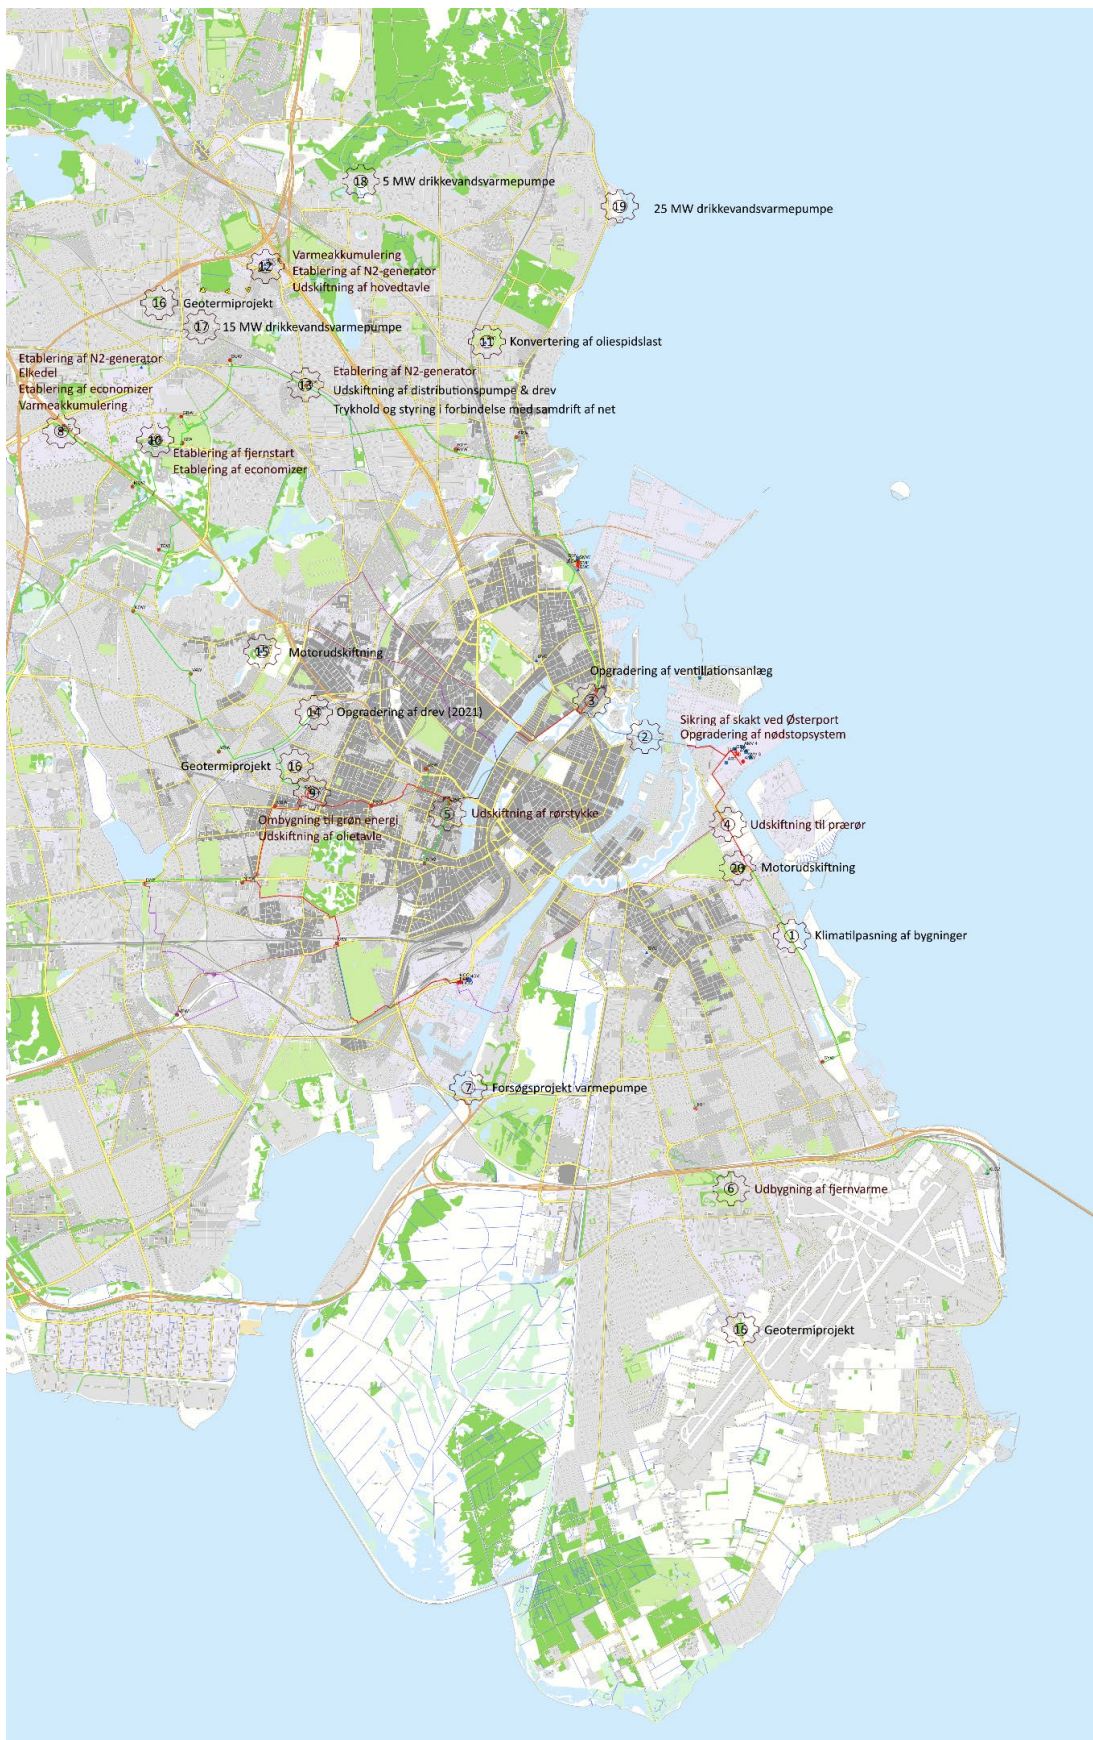 18 5 MW drikkevandsvarmepumpe
19 25 MW drikkevandsvarmepumpe
12 Varmeakkumulering
Etablering af N2-generator
Udskiftning af hovedtavle
16 Geotermiprojekt
17 15 MW drikkevandsvarmepumpe
11 Konvertering af oliespidslast
Etablering af N2-generator
Elkedel
Etablering af economizer
Varmeakkumulering
8
13 Etablering af N2-generator
Udskiftning af distributionspumpe & drev
Trykhold og styring i forbindelse med samdrift af net
10
Etablering af fjernstart
Etablering af economizer
15 Motorudskiftning
Opgradering af ventillationsanlæg
3
14 Opgradering af drev (2021)
2
Sikring af skakt ved Østerport
Opgradering af nødstopsystem
Geotermiprojekt 16
9
Ombygning til grøn energi
Udskiftning af olietavle
5 Udskiftning af rørstykke
4 Udskiftning til prærør
20 Motorudskiftning
1 Klimatilpasning af bygninger
7 Forsøgsprojekt varmepumpe
6 Udbygning af fjernvarme
16 Geotermiprojekt